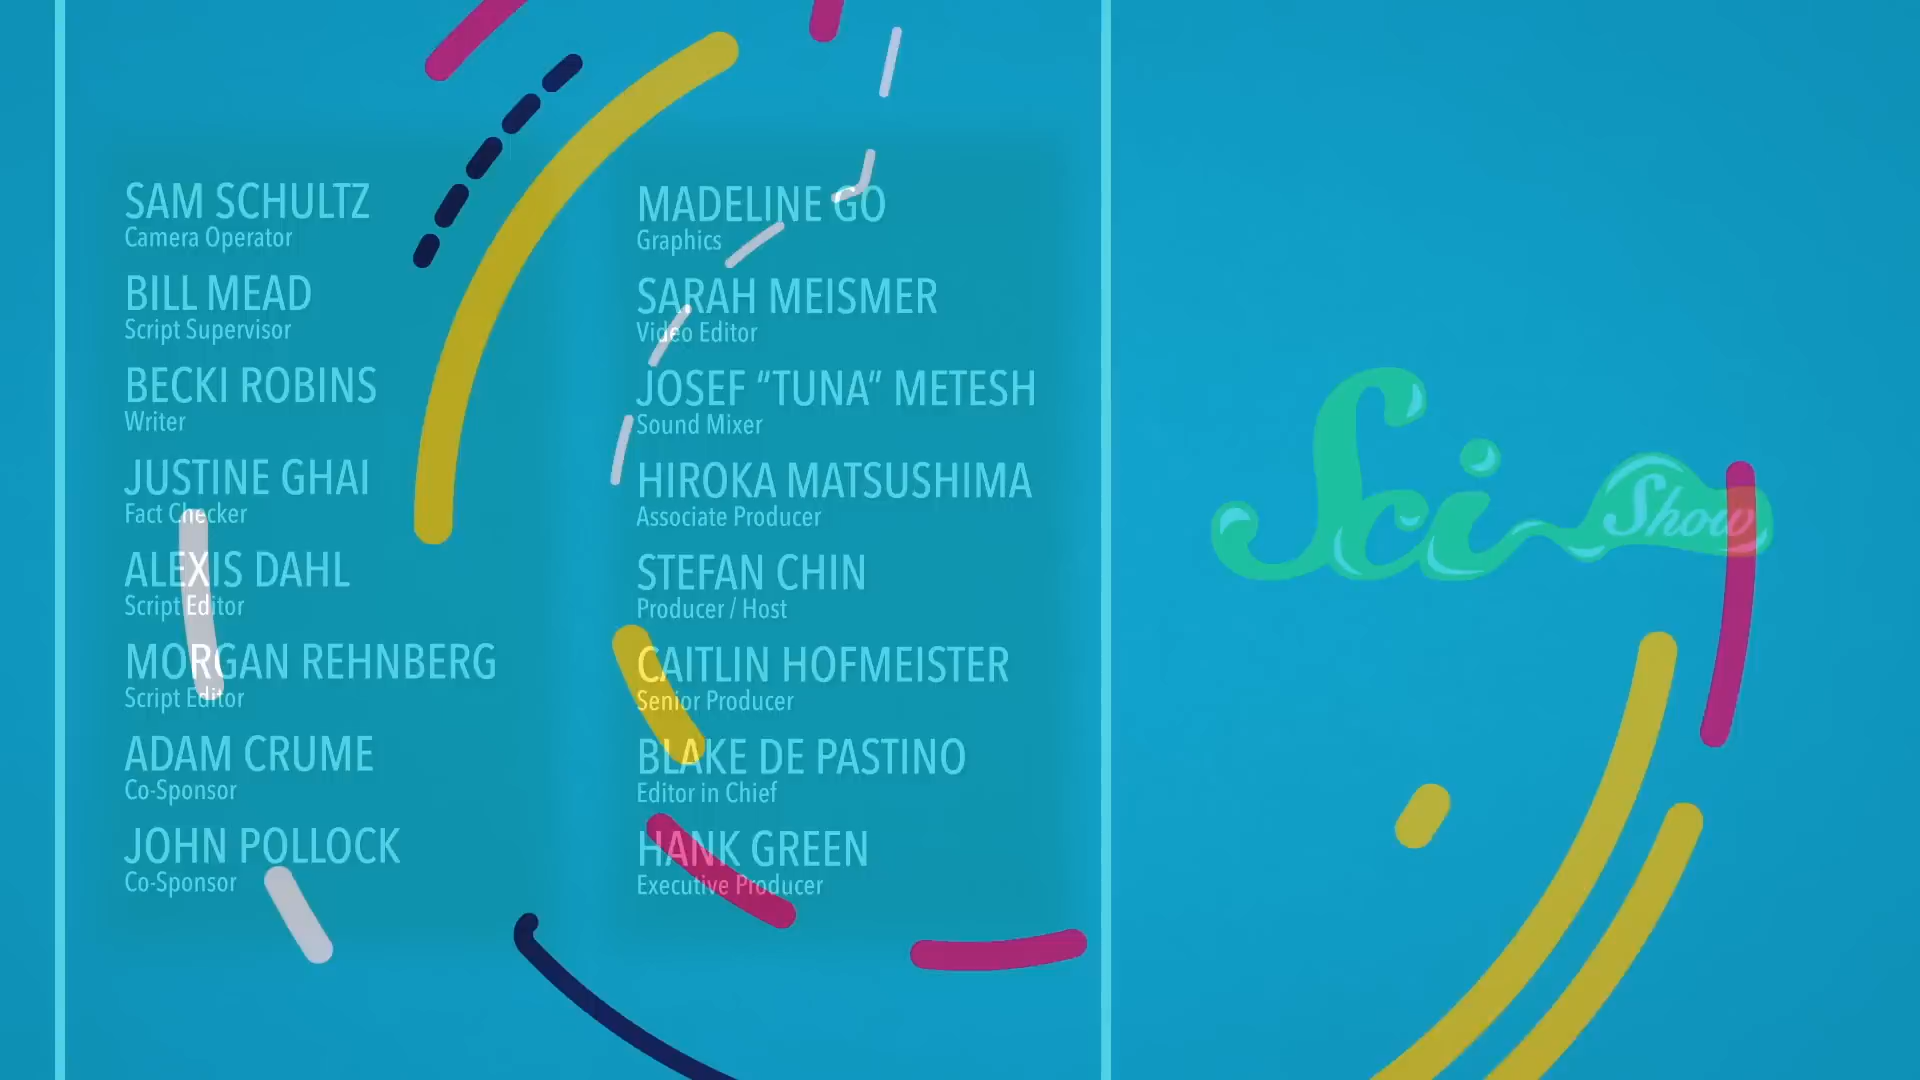 SAM SCHULTZ
Camera Operator
BILL MEAD
Script Supervisor
BECKI ROBINS
Writer
JUSTINE GHAI
Fact Checker
ALEXIS DAHL
Script Editor
MORGAN REHNBERG
Script Editor
ADAM CRUME
Co-Sponsor
JOHN POLLOCK
Co-Sponsor
MADELINE GO
Graphics
SARAH MEISMER
Video Editor
JOSEF “TUNA” METESH
Sound Mixer
HIROKA MATSUSHIMA
Associate Producer
STEFAN CHIN
Producer / Host
CAITLIN HOFMEISTER
Senior Producer
BLAKE DE PASTINO
Editor in Chief
HANK GREEN
Executive Producer
Sci Show